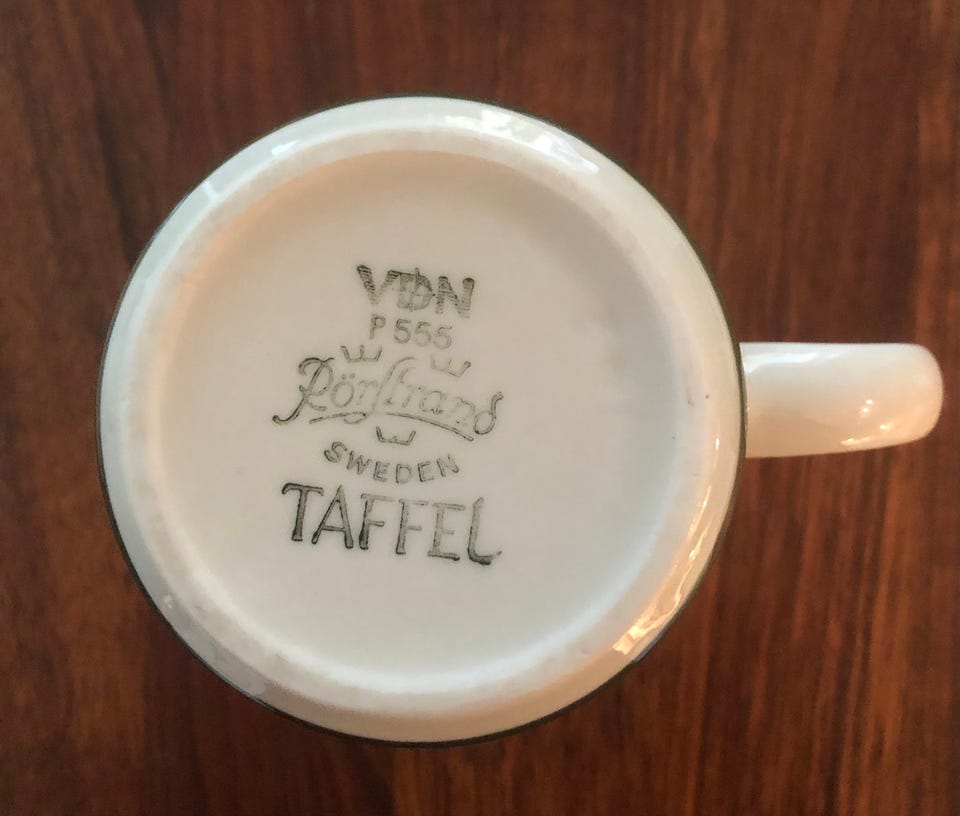 VDN
P 555
Rörstrand
SWEDEN
TAFFEL